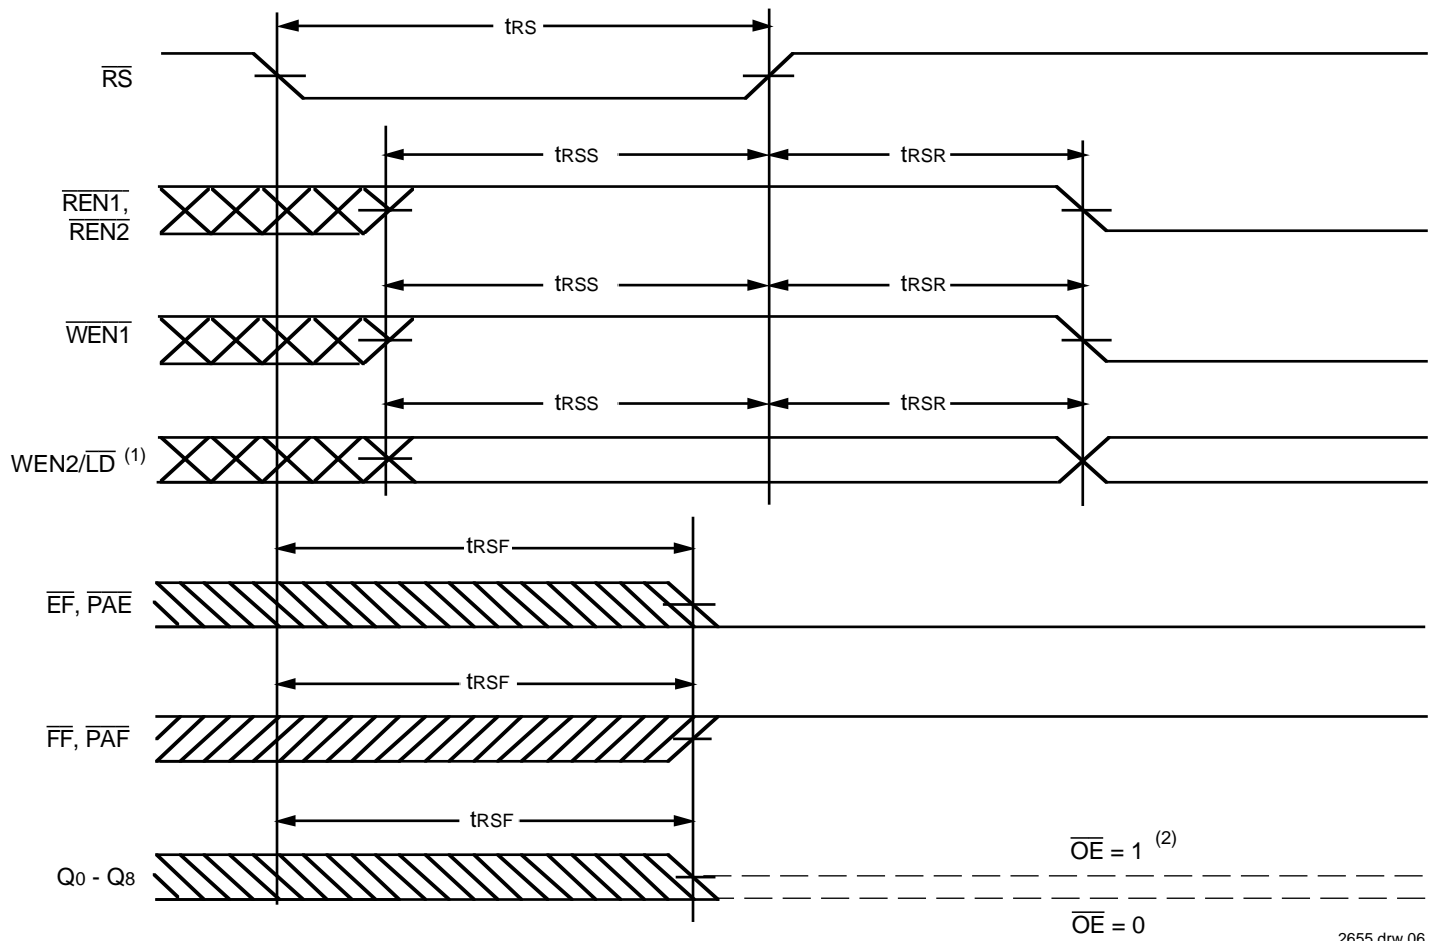 tRS
RS
tRSS tRSR
REN1,
REN2
tRSS tRSR
WEN1
tRSS tRSR
WEN2/LD (1)
tRSF
EF, PAE
tRSF
FF, PAF
tRSF
OE = 1 (2)
Q0 - Q8
OE = 0
2655 drw 06